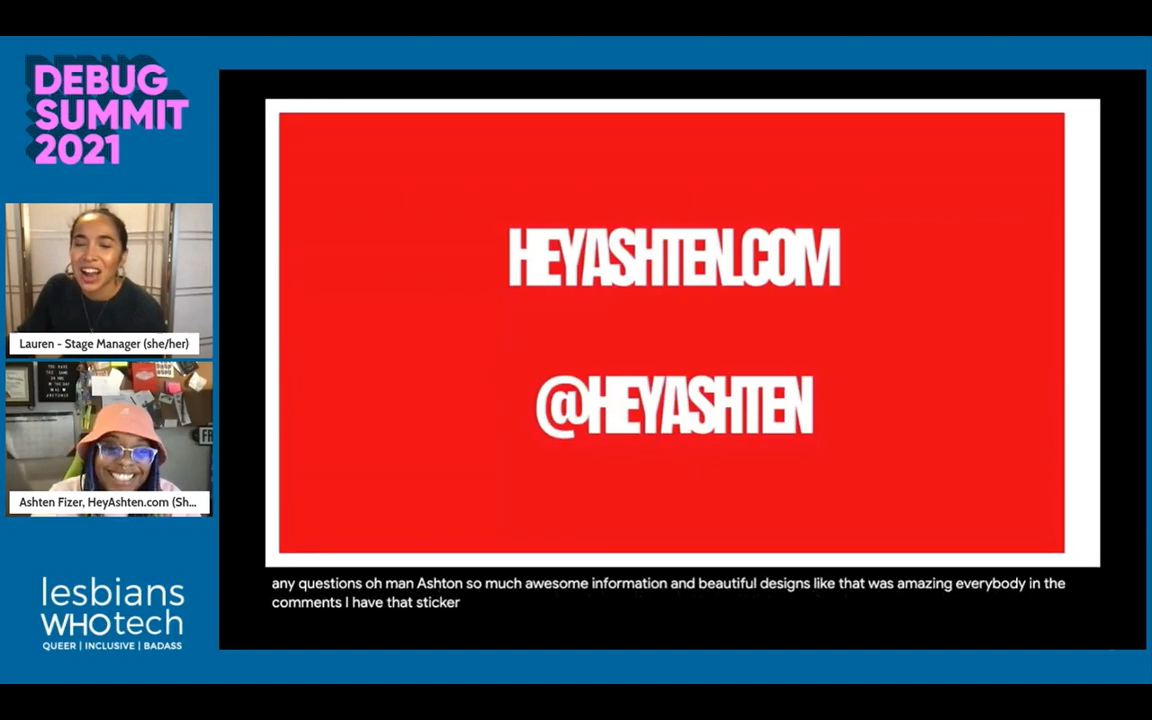 DEBUG
SUMMIT
2021
Lauren - Stage Manager (she/her)
Ashten Fizer, HeyAshten.com (Sh...
lesbians
WHOtech
QUEER | INCLUSIVE | BADASS
HEYASHTEN.COM
@HEYASHTEN
any questions oh man Ashton so much awesome information and beautiful designs like that was amazing everybody in the
comments I have that sticker